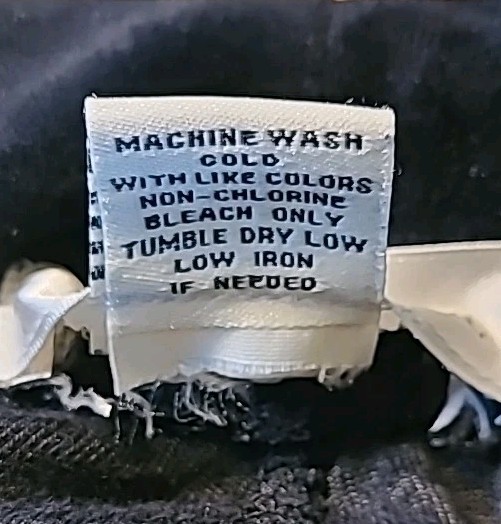 MACHINE WASH
COLD
WITH LIKE COLORS
NON-CHLORINE
BLEACH ONLY
TUMBLE DRY LOW
LOW IRON
IF NEEDED